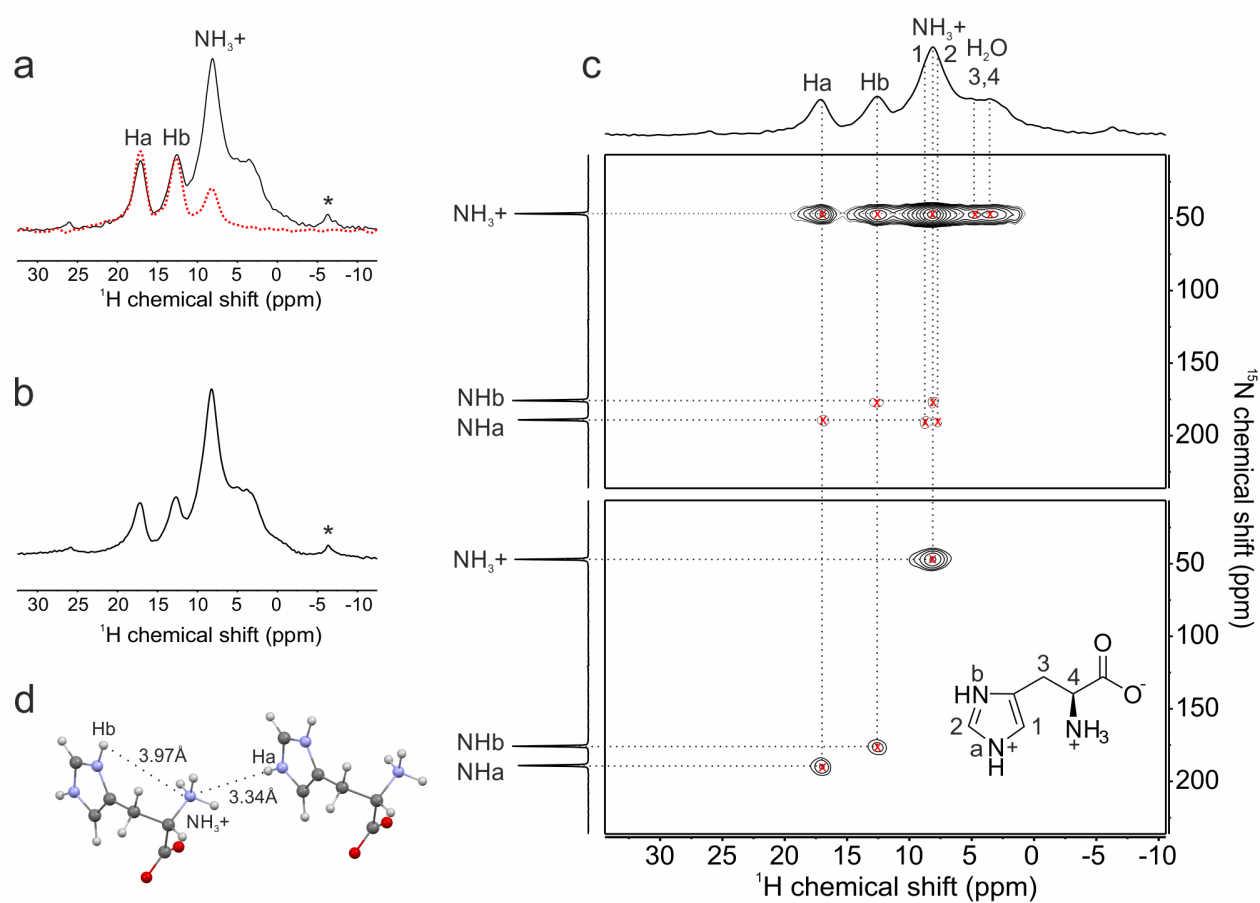 a
NH₃+
Ha
Hb
*
30 25 20 15 10 5 0 -5 -10
¹H chemical shift (ppm)
b
*
30 25 20 15 10 5 0 -5 -10
¹H chemical shift (ppm)
d
Hb
3.97Å
Ha
3.34Å
NH₃+
c
NH₃+
1 2
H₂O
3,4
Ha
Hb
NH₃+
x x x x x
50
100
150
NHb
x x
NHa
x x x
200
NH₃+
x
50
100
150
NHb
x
NHa
x
200
¹⁵N chemical shift (ppm)
b
HN
3
4
O
O⁻
2
1
a
N
+
H
NH₃
+
30 25 20 15 10 5 0 -5 -10
¹H chemical shift (ppm)